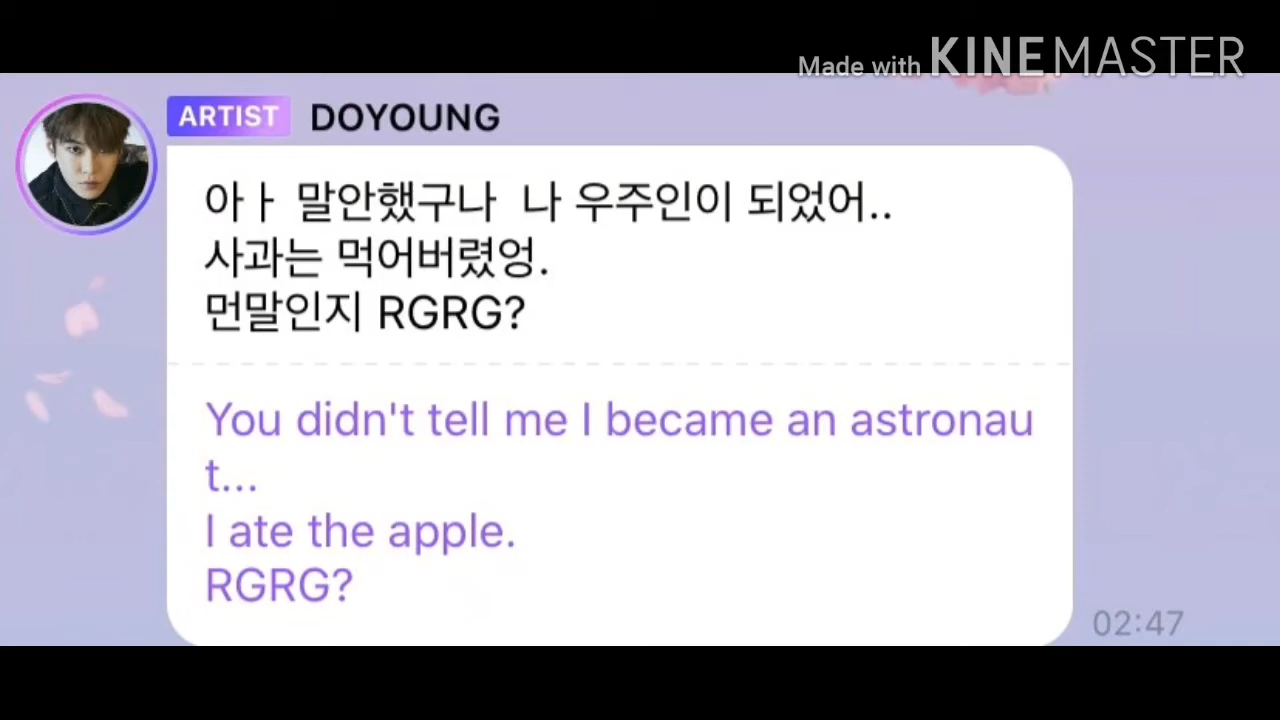 Made with KINEMASTER
ARTIST DOYOUNG
아ㅏ 말안했구나 나 우주인이 되었어..
사과는 먹어버렸엉.
먼말인지 RGRG?
You didn't tell me I became an astronau
t...
I ate the apple.
RGRG?
02:47